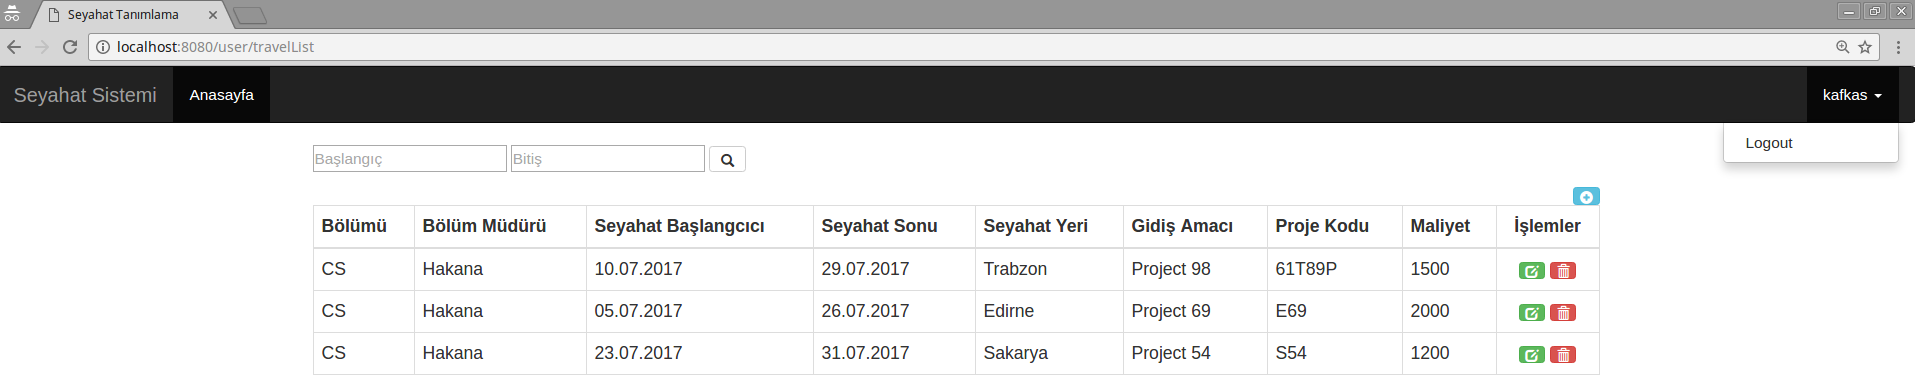 Seyahat Tanımlama
localhost:8080/user/travelList
Seyahat Sistemi Anasayfa kafkas
Logout
Başlangıç Bitiş
Bölümü Bölüm Müdürü Seyahat Başlangcıcı Seyahat Sonu Seyahat Yeri Gidiş Amacı Proje Kodu Maliyet İşlemler
CS Hakana 10.07.2017 29.07.2017 Trabzon Project 98 61T89P 1500
CS Hakana 05.07.2017 26.07.2017 Edirne Project 69 E69 2000
CS Hakana 23.07.2017 31.07.2017 Sakarya Project 54 S54 1200